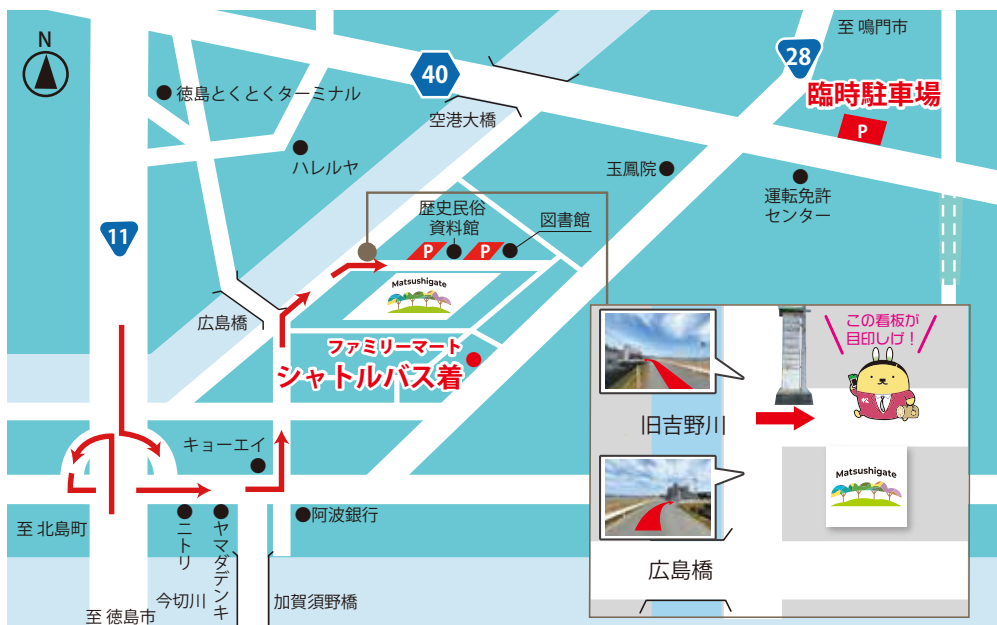 N
至 鳴門市
28
40
臨時駐車場
P
徳島とくとくターミナル
空港大橋
ハレルヤ
玉鳳院
運転免許
センター
歴史民俗
資料館
図書館
P
P
11
Matsushigate
広島橋
ファミリーマート
シャトルバス着
この看板が
目印しげ！
旧吉野川
Matsushigate
広島橋
キョーエイ
阿波銀行
至 北島町
ニトリ
ヤマダデンキ
今切川
加賀須野橋
至 徳島市